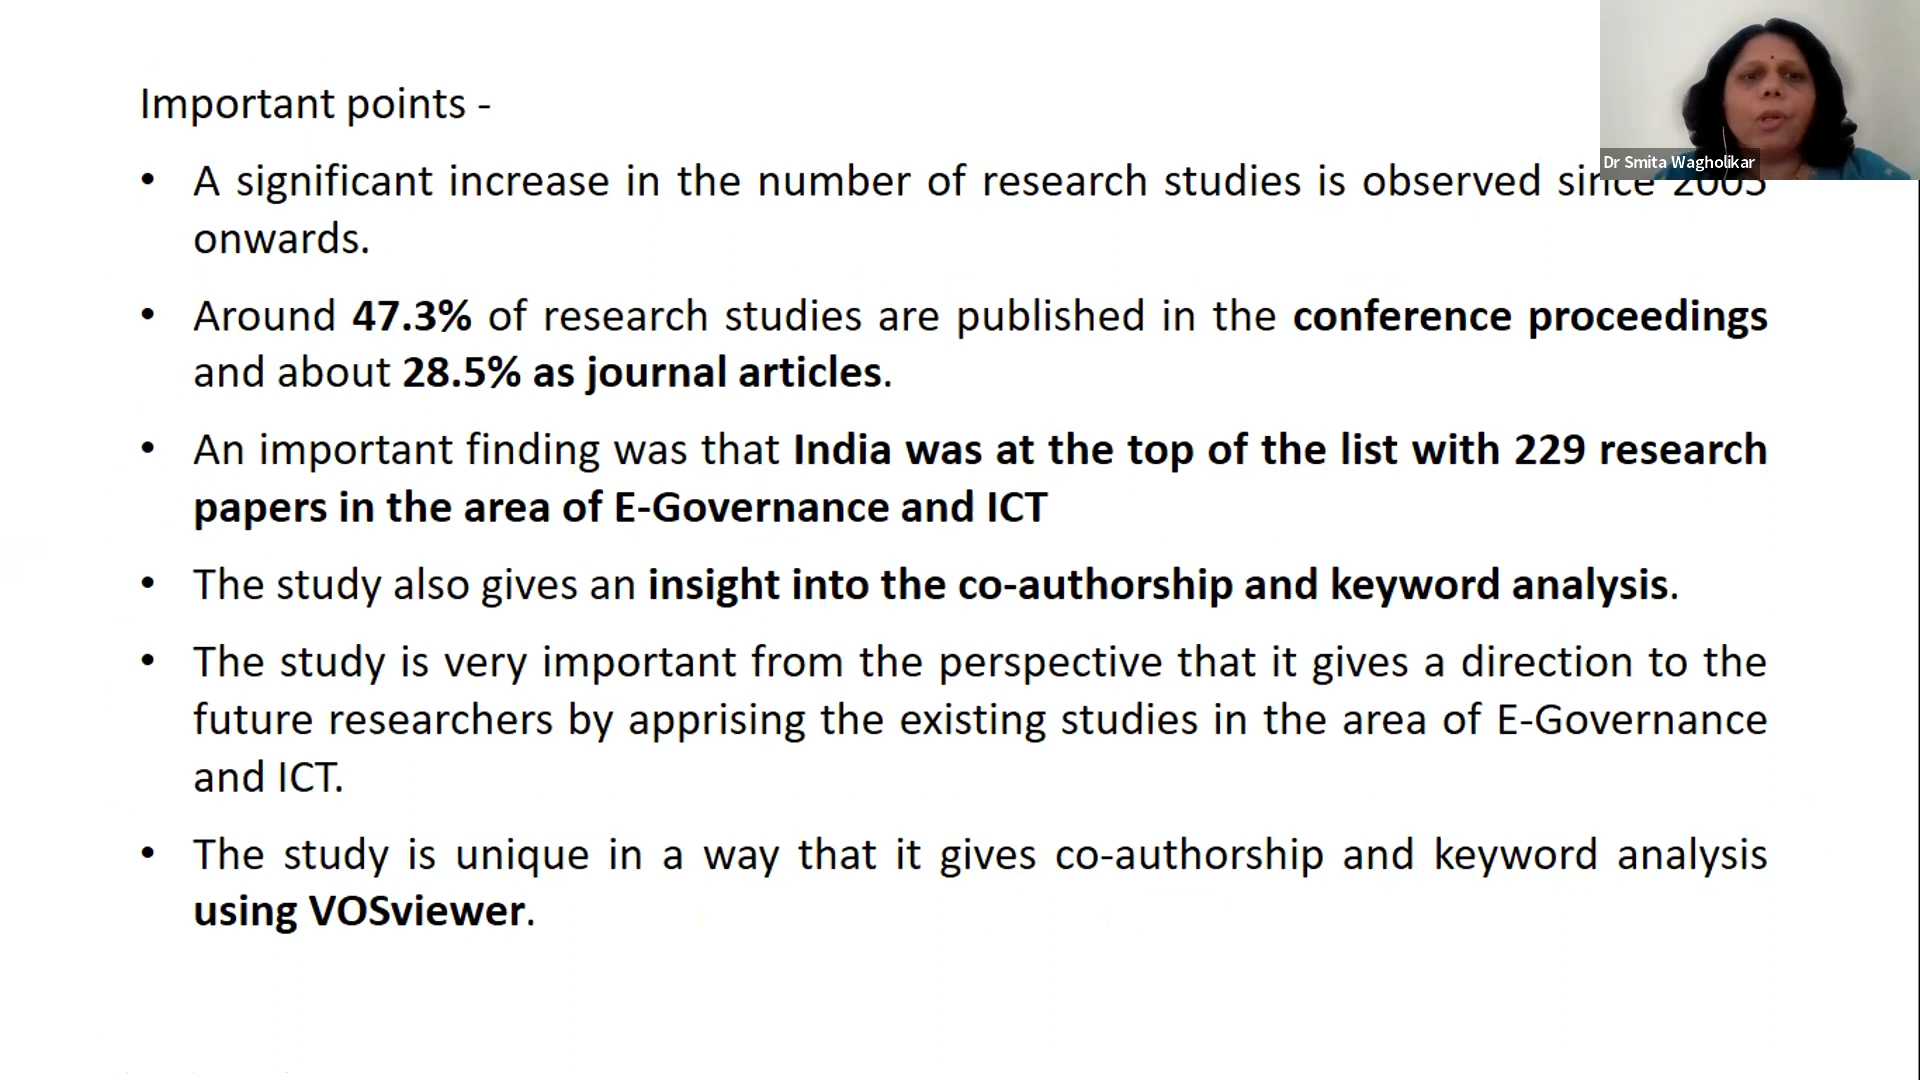 Important points -
Dr Smita Wagholikar
• A significant increase in the number of research studies is observed since 2005
onwards.
• Around 47.3% of research studies are published in the conference proceedings
and about 28.5% as journal articles.
• An important finding was that India was at the top of the list with 229 research
papers in the area of E-Governance and ICT
• The study also gives an insight into the co-authorship and keyword analysis.
• The study is very important from the perspective that it gives a direction to the
future researchers by apprising the existing studies in the area of E-Governance
and ICT.
• The study is unique in a way that it gives co-authorship and keyword analysis
using VOSviewer.